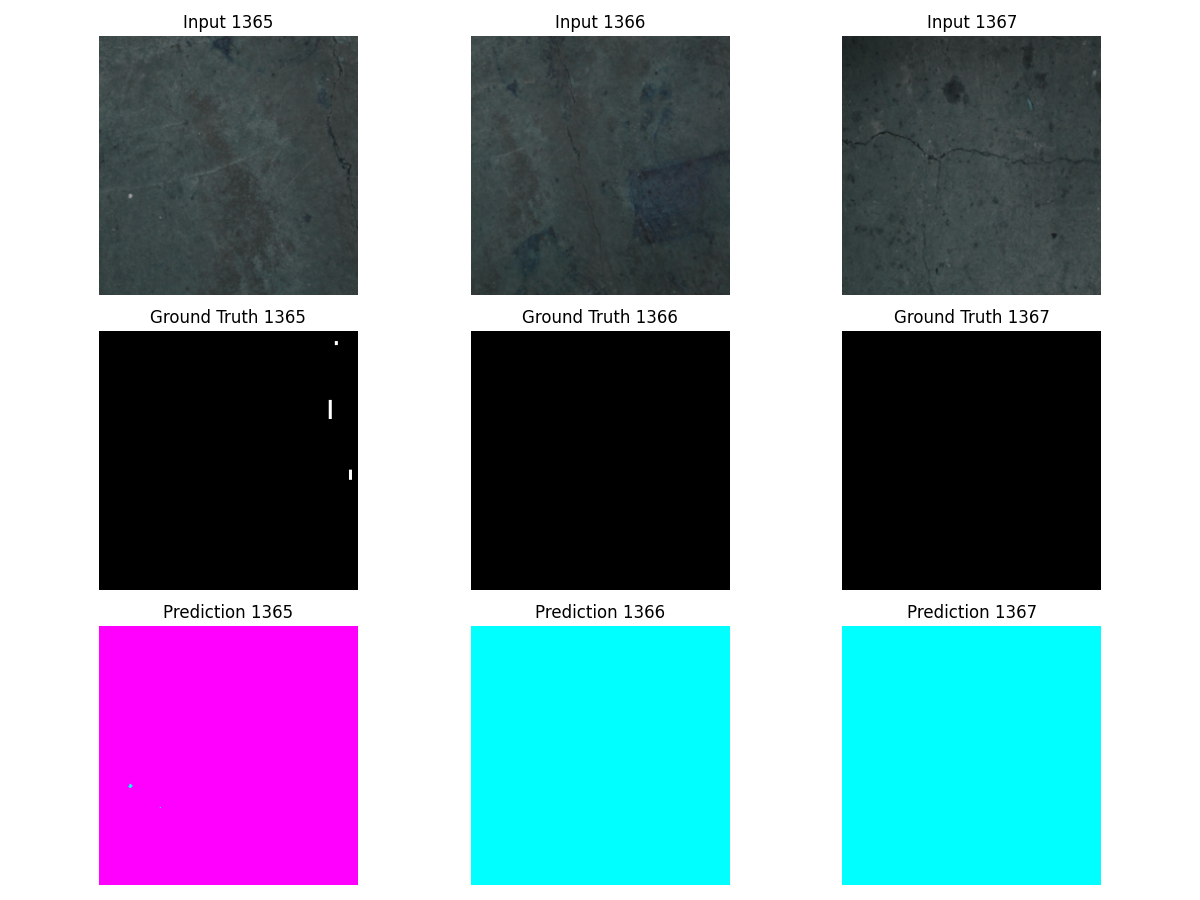 Input 1365
Input 1366
Input 1367
Ground Truth 1365
Ground Truth 1366
Ground Truth 1367
Prediction 1365
Prediction 1366
Prediction 1367